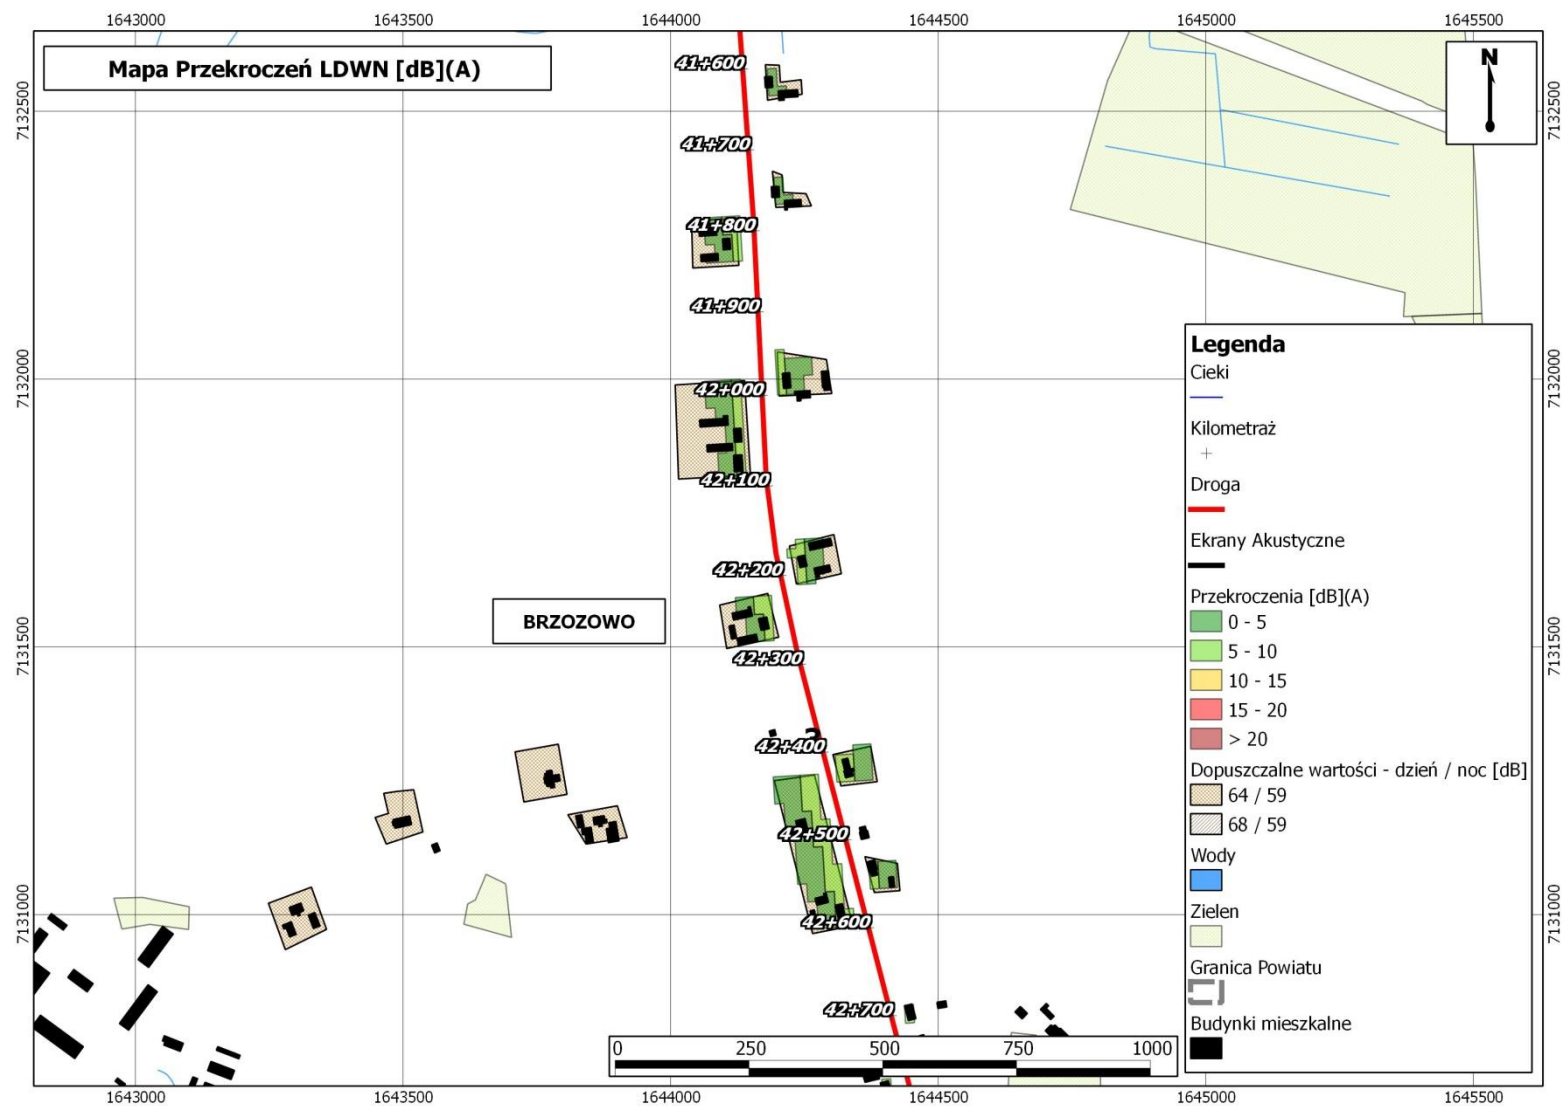 1643000 1643500 1644000 1644500 1645000 1645500
Mapa Przekroczeń LDWN [dB](A)
N
7132500 7132500
41+600
41+700
41+800
41+900
7132000 7132000
42+000
42+100
42+200
BRZOZOWO
7131500 7131500
42+300
42+400
42+500
7131000 7131000
42+600
42+700
Legenda
Cieki
Kilometraż
Droga
Ekrany Akustyczne
Przekroczenia [dB](A)
0 - 5
5 - 10
10 - 15
15 - 20
> 20
Dopuszczalne wartości - dzień / noc [dB]
64 / 59
68 / 59
Wody
Zielen
Granica Powiatu
Budynki mieszkalne
0 250 500 750 1000
1643000 1643500 1644000 1644500 1645000 1645500